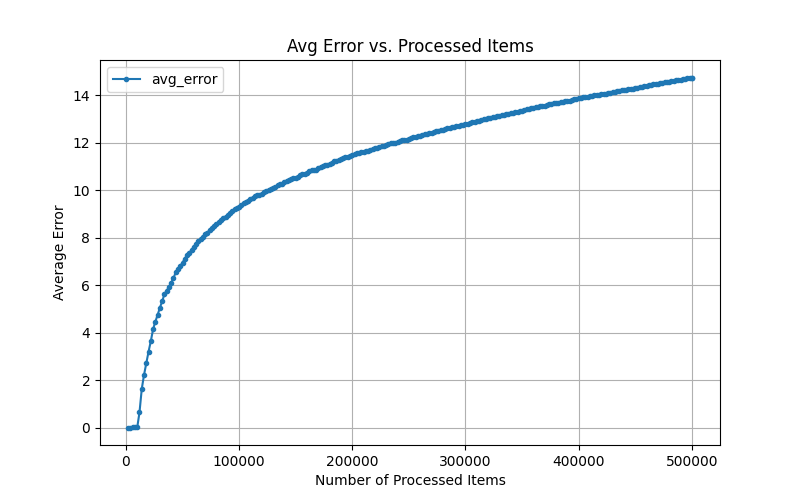 Avg Error vs. Processed Items
avg_error
Average Error
14
12
10
8
6
4
2
0
0 100000 200000 300000 400000 500000
Number of Processed Items